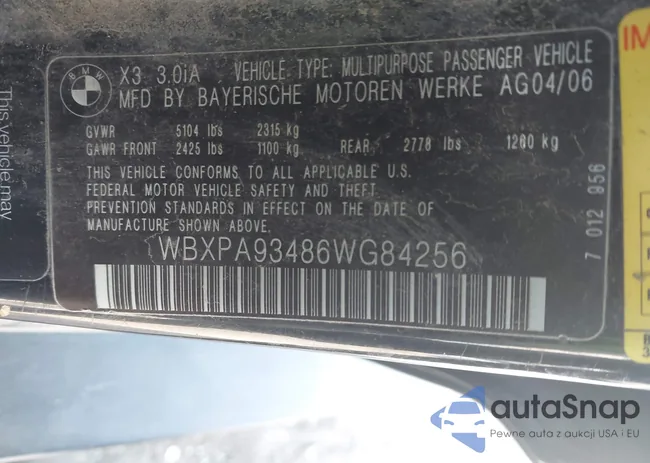 BMW
X3 3.0iA VEHICLE TYPE: MULTIPURPOSE PASSENGER VEHICLE
MFD BY BAYERISCHE MOTOREN WERKE AG04/06
GVWR 5104 lbs 2315 kg
GAWR FRONT 2425 lbs 1100 kg REAR 2778 lbs 1260 kg
THIS VEHICLE CONFORMS TO ALL APPLICABLE U.S.
FEDERAL MOTOR VEHICLE SAFETY AND THEFT
PREVENTION STANDARDS IN EFFECT ON THE DATE OF
MANUFACTURE SHOWN ABOVE.
WBXPA93486WG84256
7 012 956
This vehicle may
IM
autaSnap
Pewne auta z aukcji USA i EU